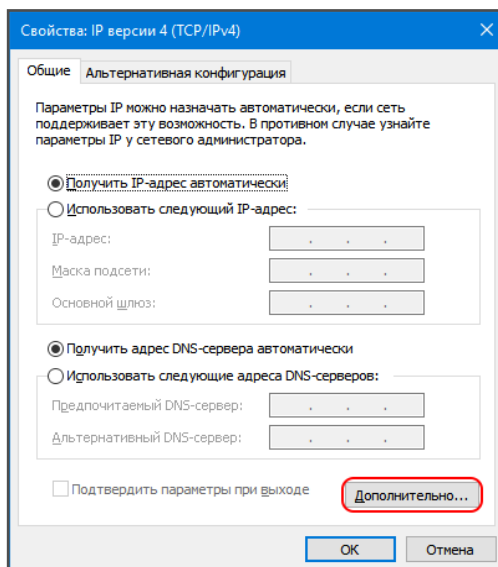 Свойства: IP версии 4 (TCP/IPv4)
Общие
Альтернативная конфигурация
Параметры IP можно назначать автоматически, если сеть
поддерживает эту возможность. В противном случае узнайте
параметры IP у сетевого администратора.
Получить IP-адрес автоматически
Использовать следующий IP-адрес:
IP-адрес:
Маска подсети:
Основной шлюз:
Получить адрес DNS-сервера автоматически
Использовать следующие адреса DNS-серверов:
Предпочитаемый DNS-сервер:
Альтернативный DNS-сервер:
Подтвердить параметры при выходе
Дополнительно...
ОК
Отмена